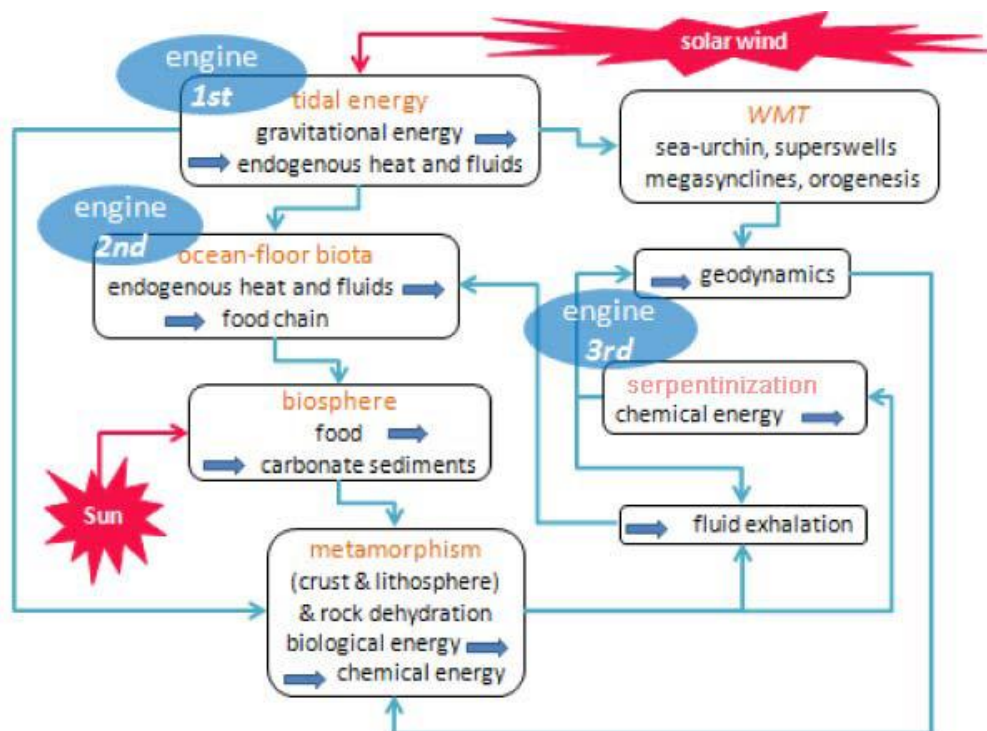 solar wind
engine
1st
tidal energy
gravitational energy
endogenous heat and fluids
WMT
sea-urchin, superswells
megasynclines, orogenesis
engine
2nd
ocean-floor biota
endogenous heat and fluids
food chain
geodynamics
engine
3rd
serpentinization
chemical energy
biosphere
food
carbonate sediments
Sun
fluid exhalation
metamorphism
(crust & lithosphere)
& rock dehydration
biological energy
chemical energy